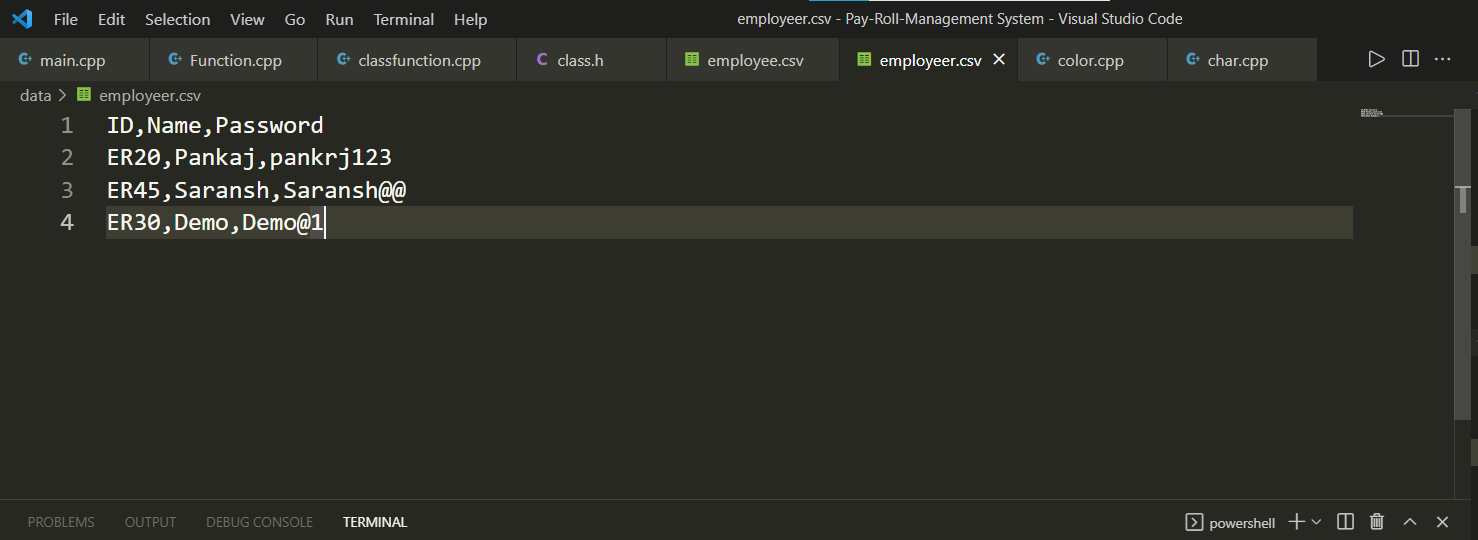 File Edit Selection View Go Run Terminal Help employeer.csv - Pay-Roll-Management System - Visual Studio Code
main.cpp Function.cpp classfunction.cpp C class.h employee.csv employeer.csv color.cpp char.cpp
data > employeer.csv
1 ID,Name,Password
2 ER20,Pankaj,pankrj123
3 ER45,Saransh,Saransh@@
4 ER30,Demo,Demo@1
PROBLEMS OUTPUT DEBUG CONSOLE TERMINAL powershell